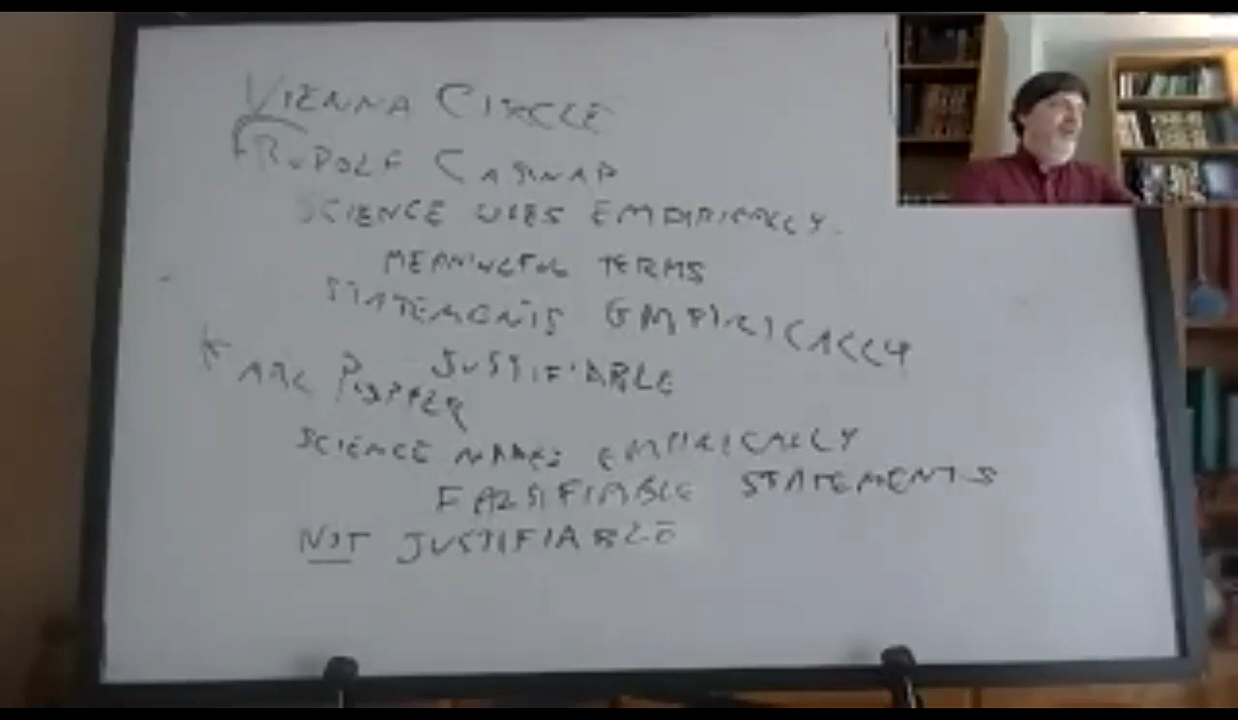 VIENNA CIRCLE
RUDOLF CARNAP
SCIENCE USES EMPIRICALLY
MEANINGFUL TERMS
STATEMENTS EMPIRICALLY
JUSTIFIABLE
KARL POPPER
SCIENCE MAKES EMPIRICALLY
FALSIFIABLE STATEMENTS
NOT JUSTIFIABLE